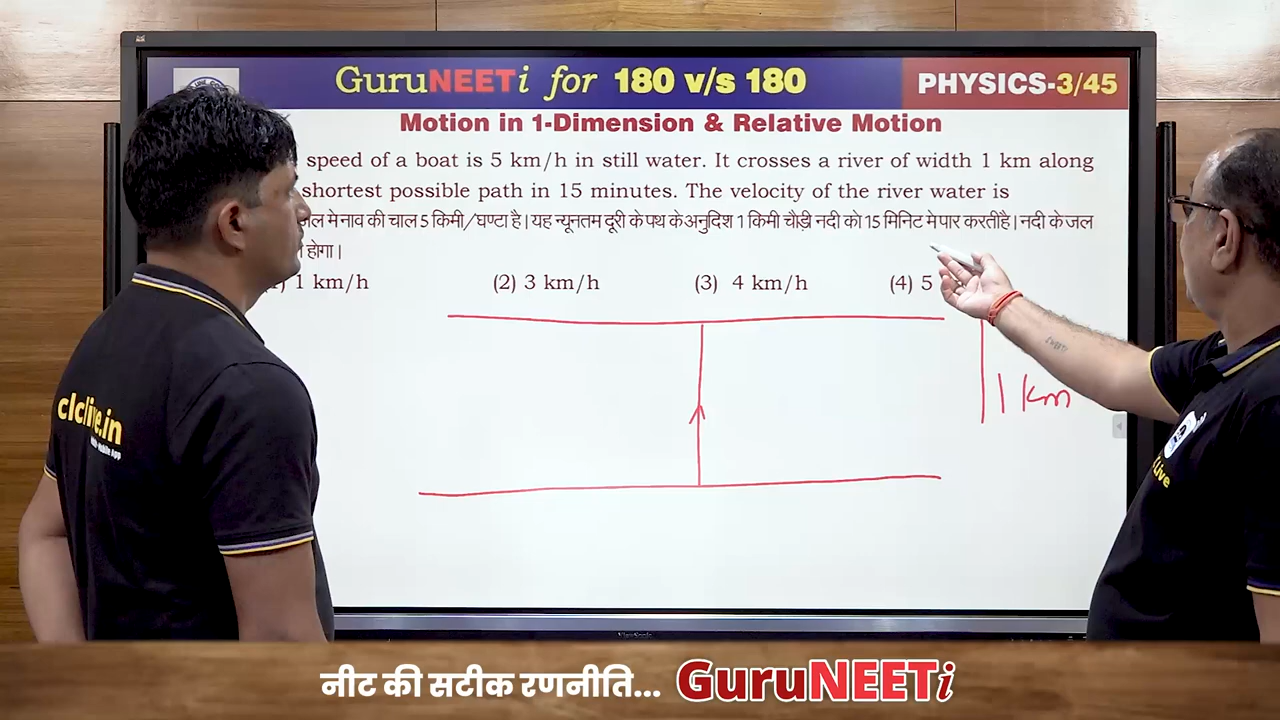 GuruNEETi for 180 v/s 180
PHYSICS-3/45
Motion in 1-Dimension & Relative Motion
speed of a boat is 5 km/h in still water. It crosses a river of width 1 km along
shortest possible path in 15 minutes. The velocity of the river water is
मे नाव की चाल 5 किमी/घण्टा है। यह न्यूनतम दूरी के पथ के अनुदिश 1 किमी चौड़ी नदी को 15 मिनिट मे पार करती है। नदी के जल
होगा।
1 km/h (2) 3 km/h (3) 4 km/h (4) 5
1 km
clclive.in
Live
नीट की सटीक रणनीति... GuruNEETi